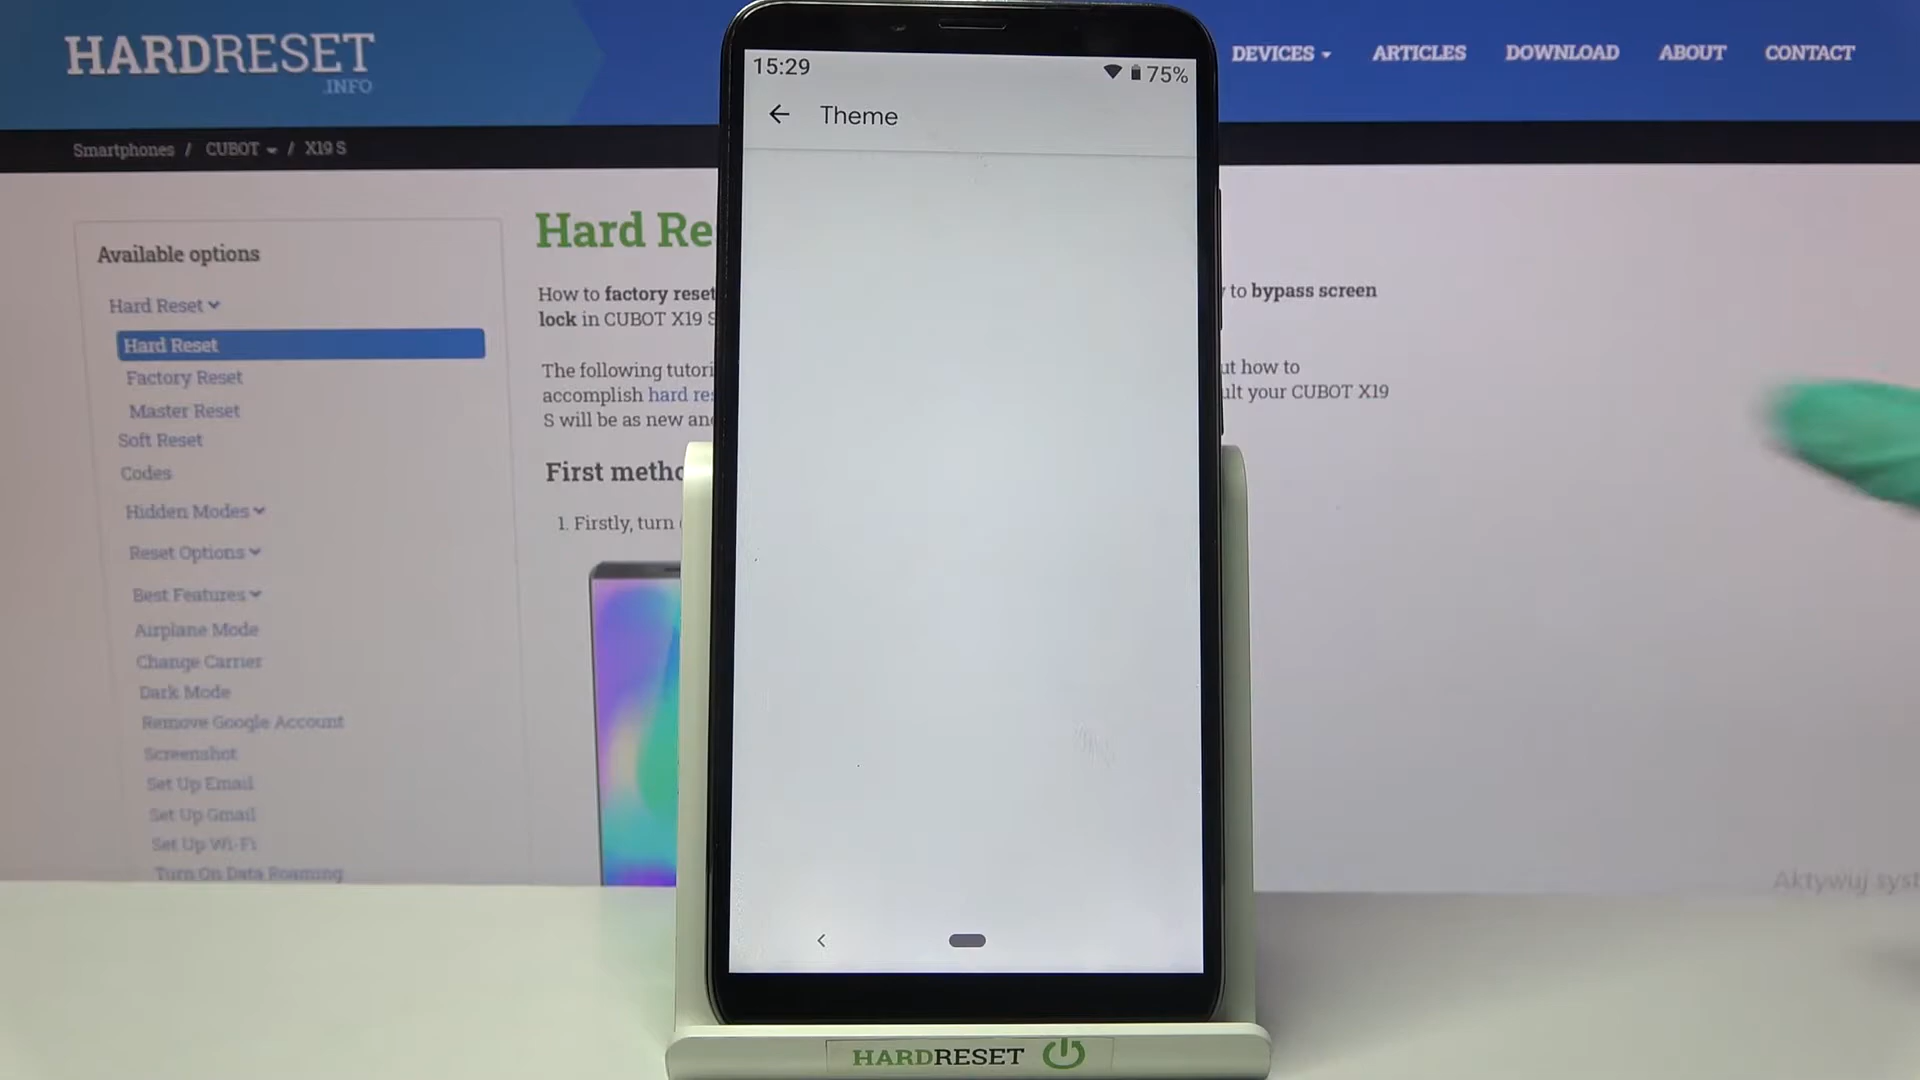 HARDRESET
.INFO
DEVICES
ARTICLES
DOWNLOAD
ABOUT
CONTACT
Smartphones / CUBOT / X19 S
15:29
75%
Theme
Available options
Hard Reset
Hard Reset
Factory Reset
Master Reset
Soft Reset
Codes
Hidden Modes
Reset Options
Best Features
Airplane Mode
Change Carrier
Dark Mode
Remove Google Account
Screenshot
Set Up Email
Set Up Gmail
Set Up Wi-Fi
Turn On Data Roaming
Hard Re
How to factory reset
to bypass screen
lock in CUBOT X19 S
The following tutori
ut how to
accomplish hard res
ult your CUBOT X19
S will be as new and
First metho
1. Firstly, turn
Aktywuj syst
HARDRESET